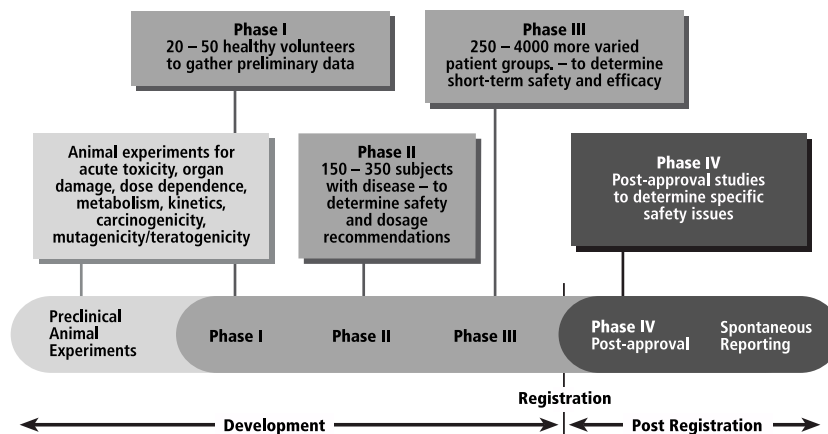 Phase I
20 – 50 healthy volunteers
to gather preliminary data
Phase III
250 – 4000 more varied
patient groups. – to determine
short-term safety and efficacy
Animal experiments for
acute toxicity, organ
damage, dose dependence,
metabolism, kinetics,
carcinogenicity,
mutagenicity/teratogenicity
Phase II
150 – 350 subjects
with disease – to
determine safety
and dosage
recommendations
Phase IV
Post-approval studies
to determine specific
safety issues
Preclinical
Animal
Experiments
Phase I
Phase II
Phase III
Phase IV
Post-approval
Spontaneous
Reporting
Registration
Development
Post Registration